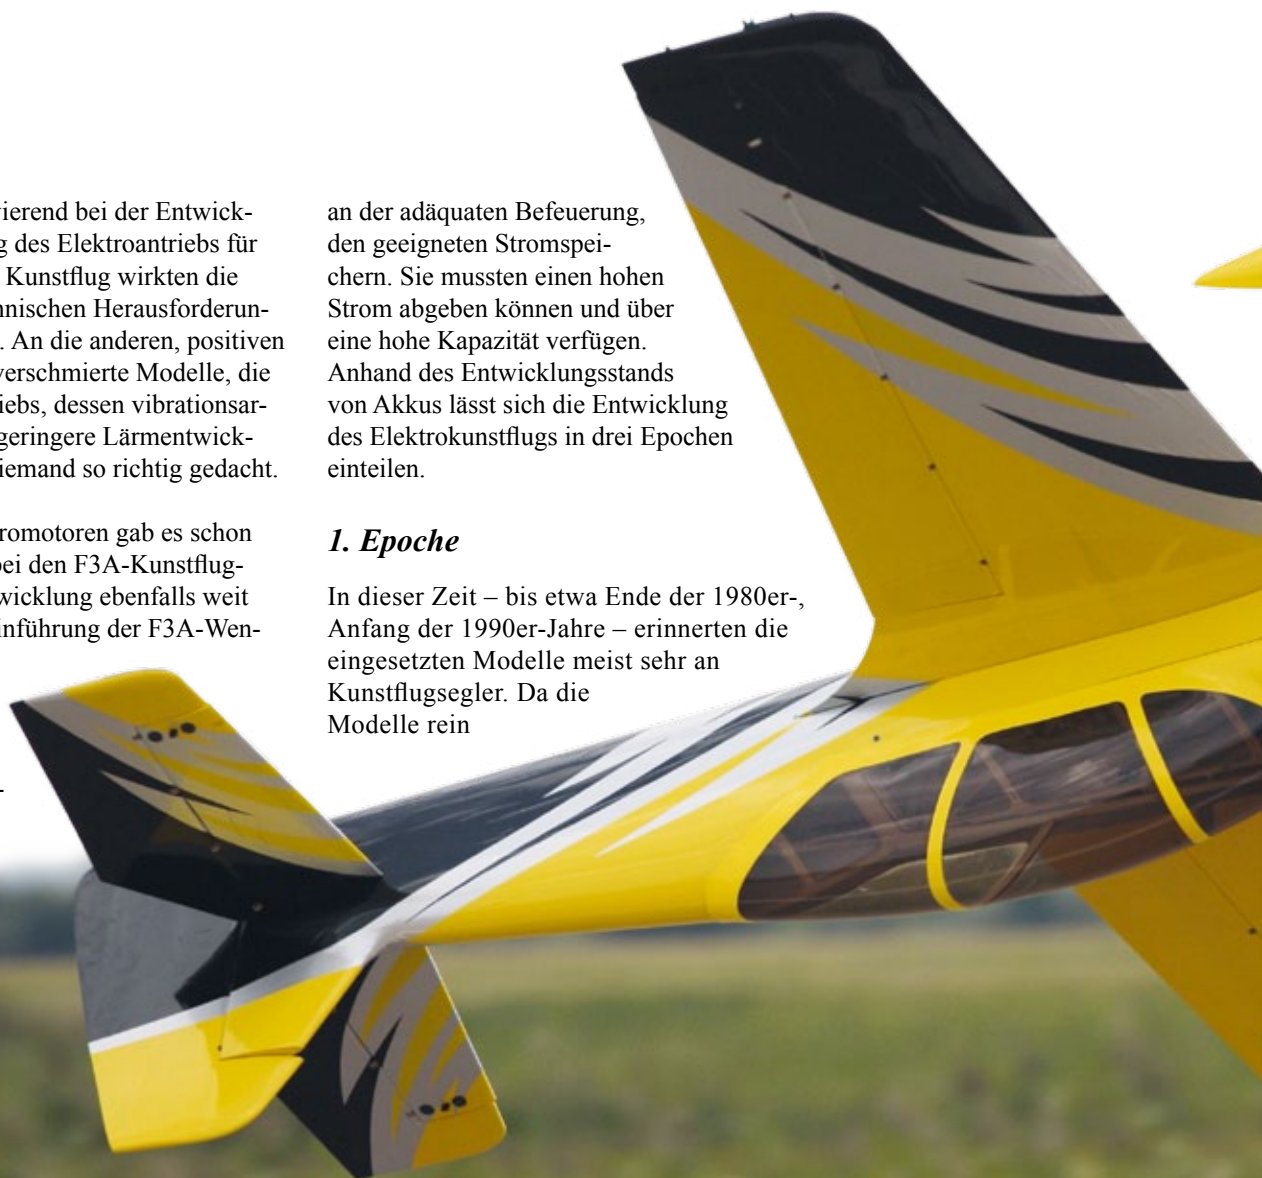 vierend bei der Entwick-
g des Elektroantriebs für
Kunstflug wirkten die
hnischen Herausforderun-
. An die anderen, positiven
verschmierte Modelle, die
iebs, dessen vibrationsar-
geringere Lärmentwick-
iemand so richtig gedacht.
romotoren gab es schon
bei den F3A-Kunstflug-
wicklung ebenfalls weit
inführung der F3A-Wen-
-
an der adäquaten Befeuerung,
den geeigneten Stromspei-
chern. Sie mussten einen hohen
Strom abgeben können und über
eine hohe Kapazität verfügen.
Anhand des Entwicklungsstands
von Akkus lässt sich die Entwicklung
des Elektrokunstflugs in drei Epochen
einteilen.
1. Epoche
In dieser Zeit – bis etwa Ende der 1980er-,
Anfang der 1990er-Jahre – erinnerten die
eingesetzten Modelle meist sehr an
Kunstflugsegler. Da die
Modelle rein